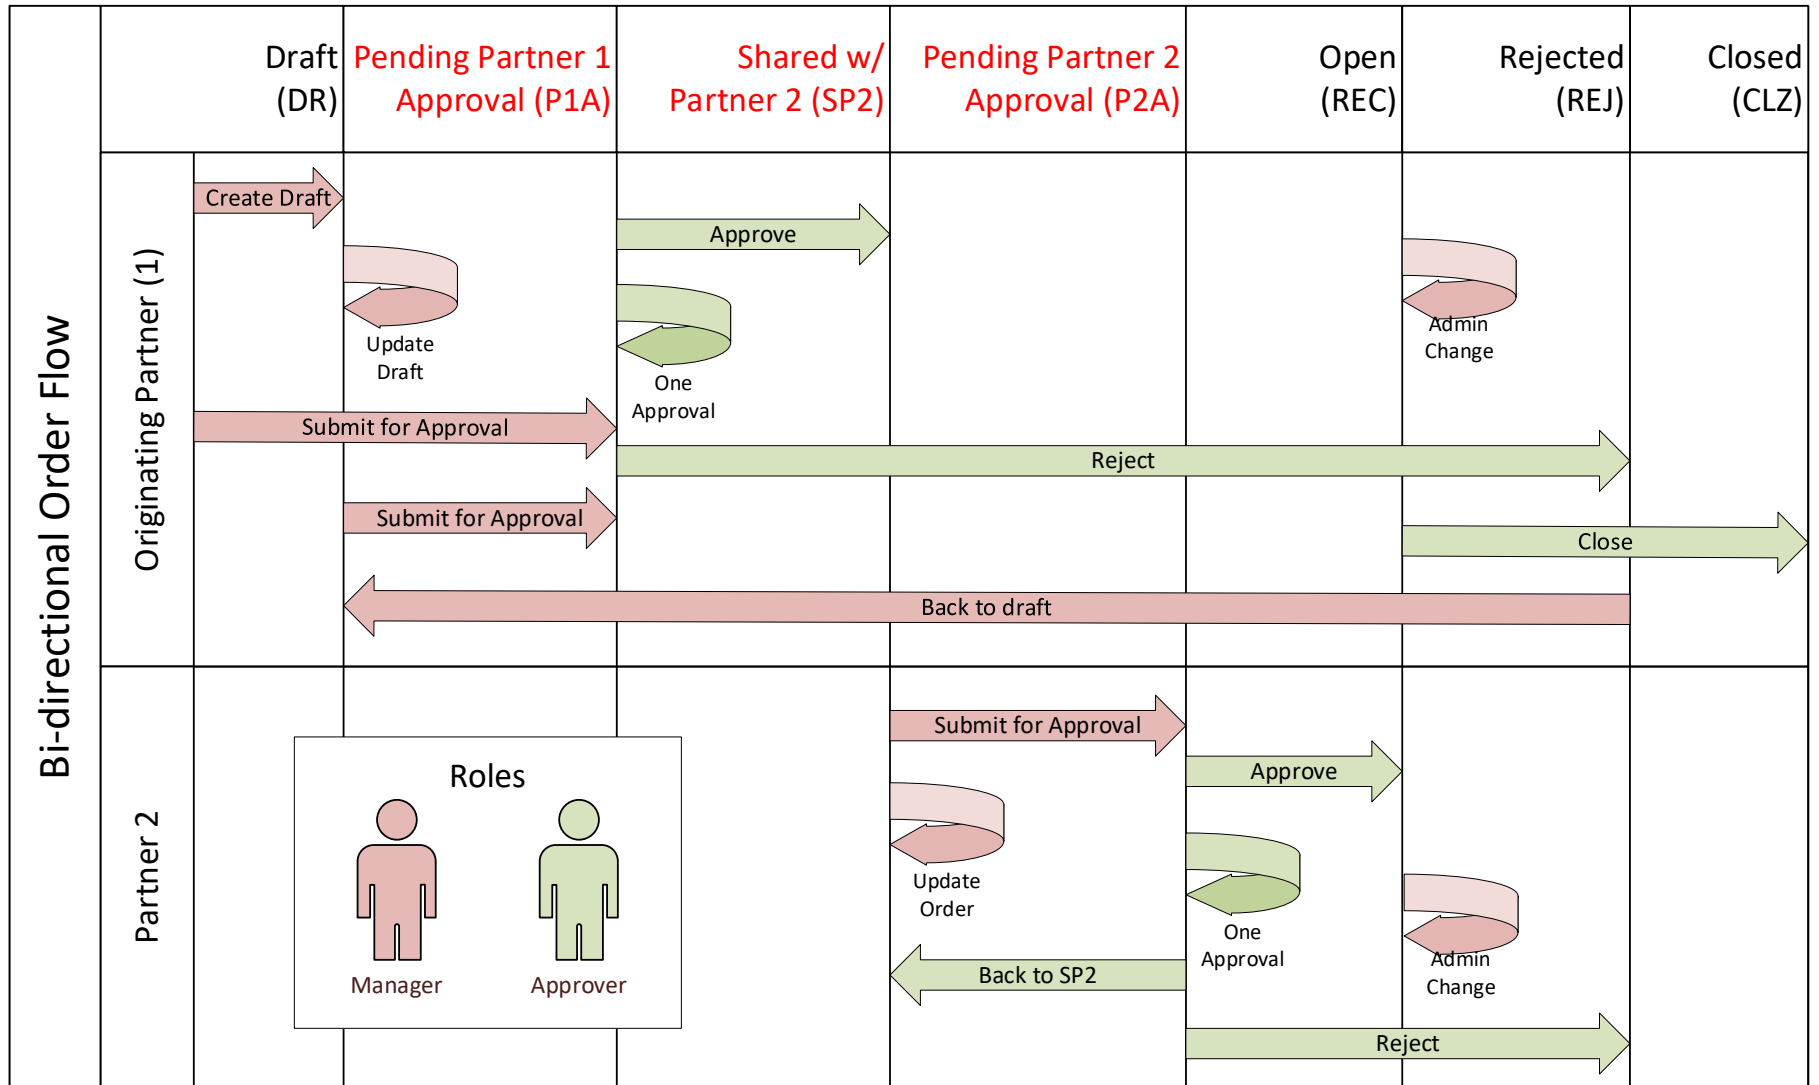 Bi-directional Order Flow
Draft
(DR)
Pending Partner 1
Approval (P1A)
Shared w/
Partner 2 (SP2)
Pending Partner 2
Approval (P2A)
Open
(REC)
Rejected
(REJ)
Closed
(CLZ)
Originating Partner (1)
Create Draft
Approve
Update
Draft
One
Approval
Admin
Change
Submit for Approval
Reject
Submit for Approval
Close
Back to draft
Partner 2
Submit for Approval
Approve
Update
Order
One
Approval
Admin
Change
Back to SP2
Reject
Roles
Manager
Approver